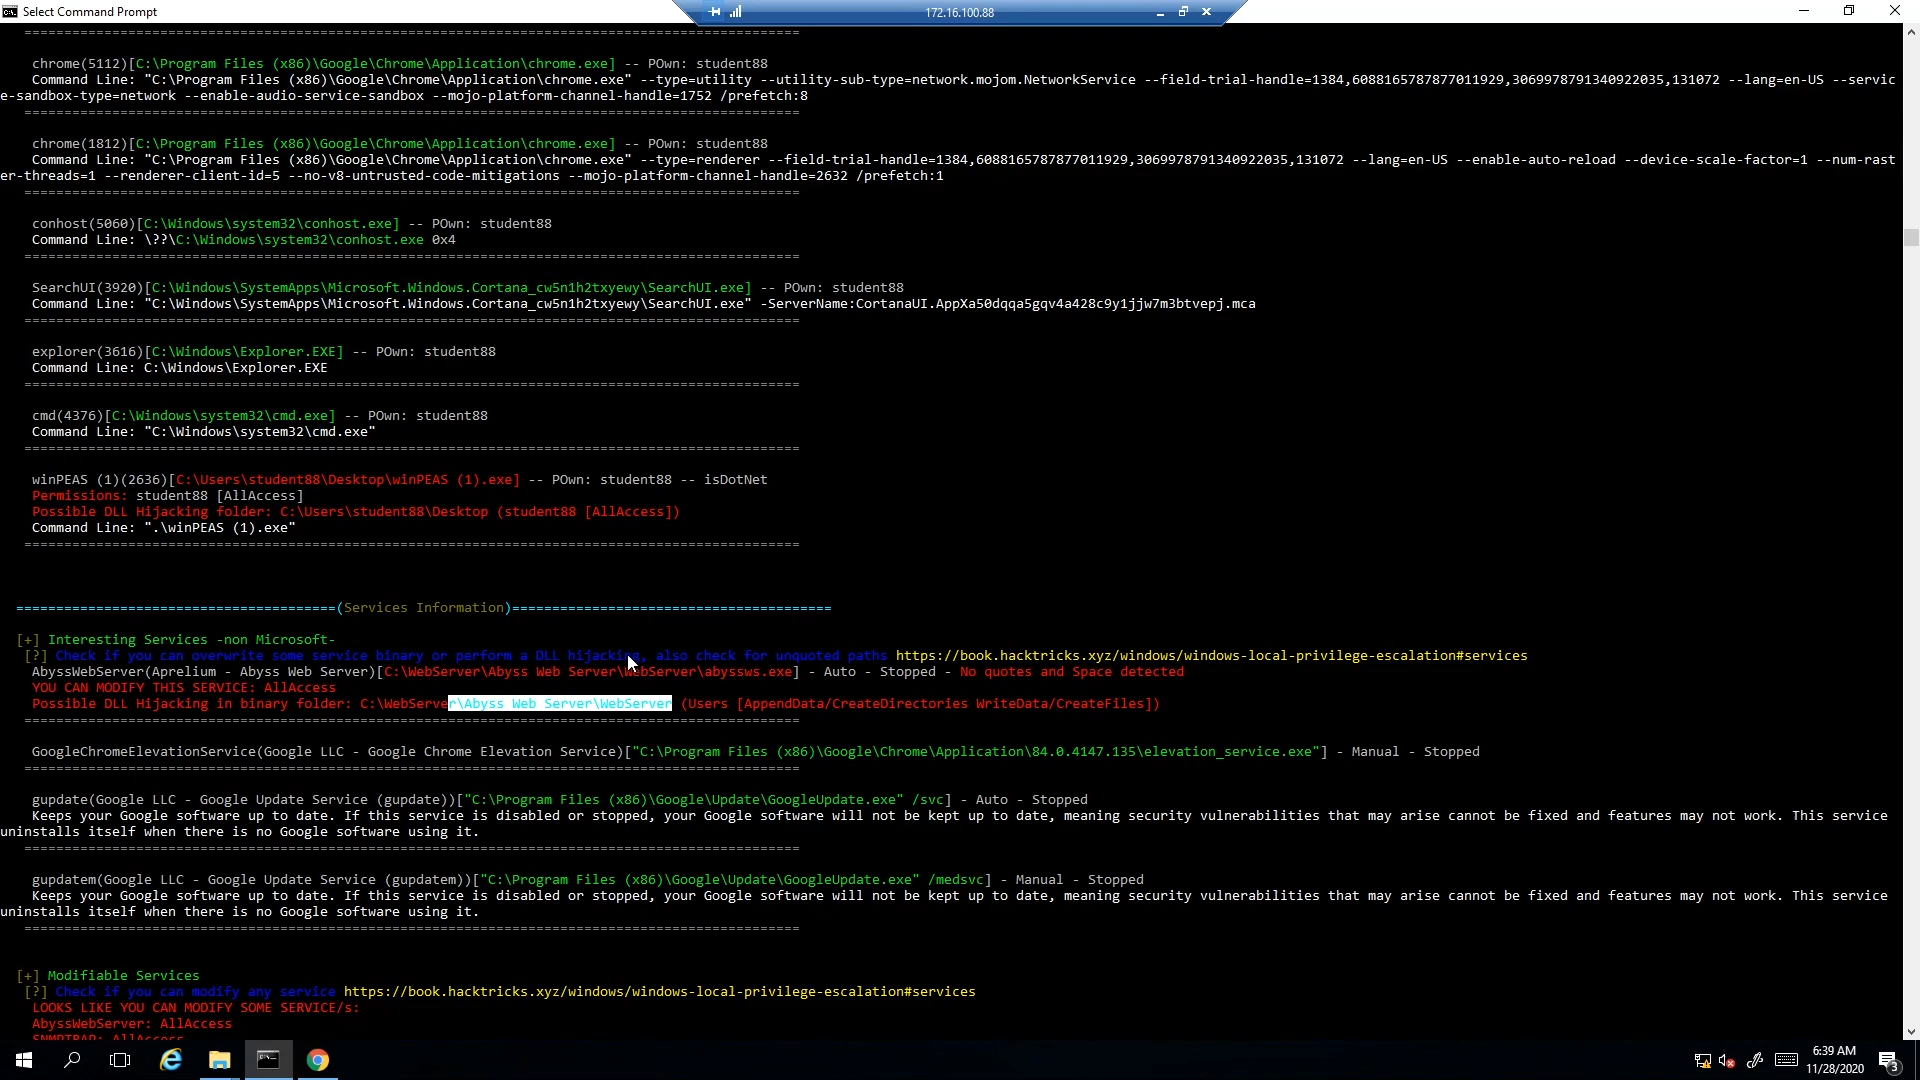 Select Command Prompt
172.16.100.88
================================================================================================
chrome(5112)[C:\Program Files (x86)\Google\Chrome\Application\chrome.exe] -- POwn: student88
Command Line: "C:\Program Files (x86)\Google\Chrome\Application\chrome.exe" --type=utility --utility-sub-type=network.mojom.NetworkService --field-trial-handle=1384,6088165787877011929,3069978791340922035,131072 --lang=en-US --servic
e-sandbox-type=network --enable-audio-service-sandbox --mojo-platform-channel-handle=1752 /prefetch:8
================================================================================================
chrome(1812)[C:\Program Files (x86)\Google\Chrome\Application\chrome.exe] -- POwn: student88
Command Line: "C:\Program Files (x86)\Google\Chrome\Application\chrome.exe" --type=renderer --field-trial-handle=1384,6088165787877011929,3069978791340922035,131072 --lang=en-US --enable-auto-reload --device-scale-factor=1 --num-rast
er-threads=1 --renderer-client-id=5 --no-v8-untrusted-code-mitigations --mojo-platform-channel-handle=2632 /prefetch:1
================================================================================================
conhost(5060)[C:\Windows\system32\conhost.exe] -- POwn: student88
Command Line: \??\C:\Windows\system32\conhost.exe 0x4
================================================================================================
SearchUI(3920)[C:\Windows\SystemApps\Microsoft.Windows.Cortana_cw5n1h2txyewy\SearchUI.exe] -- POwn: student88
Command Line: "C:\Windows\SystemApps\Microsoft.Windows.Cortana_cw5n1h2txyewy\SearchUI.exe" -ServerName:CortanaUI.AppXa50dqqa5gqv4a428c9y1jjw7m3btvepj.mca
================================================================================================
explorer(3616)[C:\Windows\Explorer.EXE] -- POwn: student88
Command Line: C:\Windows\Explorer.EXE
================================================================================================
cmd(4376)[C:\Windows\system32\cmd.exe] -- POwn: student88
Command Line: "C:\Windows\system32\cmd.exe"
================================================================================================
winPEAS (1)(2636)[C:\Users\student88\Desktop\winPEAS (1).exe] -- POwn: student88 -- isDotNet
Permissions: student88 [AllAccess]
Possible DLL Hijacking folder: C:\Users\student88\Desktop (student88 [AllAccess])
Command Line: ".\winPEAS (1).exe"
================================================================================================
========================================(Services Information)========================================
[+] Interesting Services -non Microsoft-
[?] Check if you can overwrite some service binary or perform a DLL hijacking, also check for unquoted paths https://book.hacktricks.xyz/windows/windows-local-privilege-escalation#services
AbyssWebServer(Aprelium - Abyss Web Server)[C:\WebServer\Abyss Web Server\WebServer\abyssws.exe] - Auto - Stopped - No quotes and Space detected
YOU CAN MODIFY THIS SERVICE: AllAccess
Possible DLL Hijacking in binary folder: C:\WebServer\Abyss Web Server\WebServer (Users [AppendData/CreateDirectories WriteData/CreateFiles])
================================================================================================
GoogleChromeElevationService(Google LLC - Google Chrome Elevation Service)["C:\Program Files (x86)\Google\Chrome\Application\84.0.4147.135\elevation_service.exe"] - Manual - Stopped
================================================================================================
gupdate(Google LLC - Google Update Service (gupdate))["C:\Program Files (x86)\Google\Update\GoogleUpdate.exe" /svc] - Auto - Stopped
Keeps your Google software up to date. If this service is disabled or stopped, your Google software will not be kept up to date, meaning security vulnerabilities that may arise cannot be fixed and features may not work. This service
uninstalls itself when there is no Google software using it.
================================================================================================
gupdatem(Google LLC - Google Update Service (gupdatem))["C:\Program Files (x86)\Google\Update\GoogleUpdate.exe" /medsvc] - Manual - Stopped
Keeps your Google software up to date. If this service is disabled or stopped, your Google software will not be kept up to date, meaning security vulnerabilities that may arise cannot be fixed and features may not work. This service
uninstalls itself when there is no Google software using it.
================================================================================================
[+] Modifiable Services
[?] Check if you can modify any service https://book.hacktricks.xyz/windows/windows-local-privilege-escalation#services
LOOKS LIKE YOU CAN MODIFY SOME SERVICE/s:
AbyssWebServer: AllAccess
SNMPTRAP: AllAccess
6:39 AM
11/28/2020
3